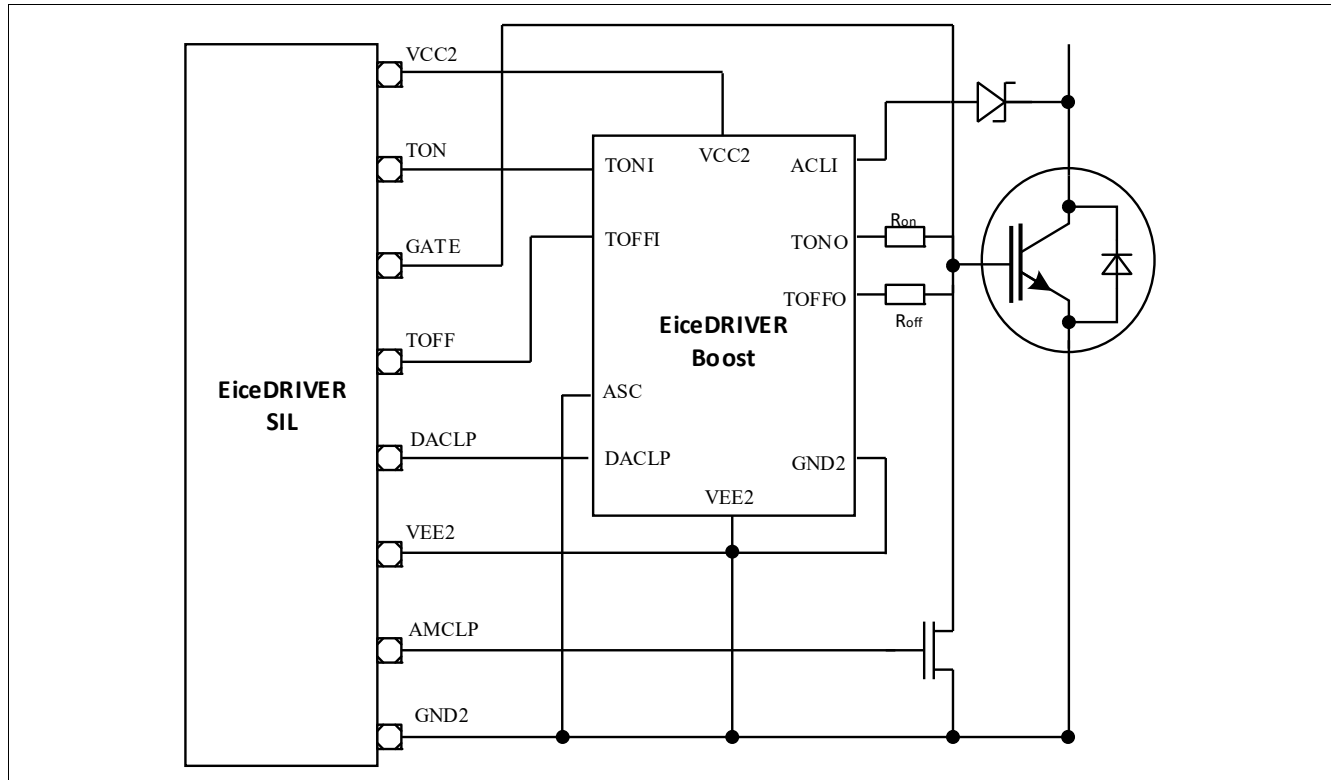 VCC2
TON
GATE
TOFF
EiceDRIVER
SIL
DACLP
VEE2
AMCLP
GND2
VCC2
TONI
ACLI
TOFFI
TONO
TOFFO
EiceDRIVER
Boost
ASC
DACLP
GND2
VEE2
Ron
Roff